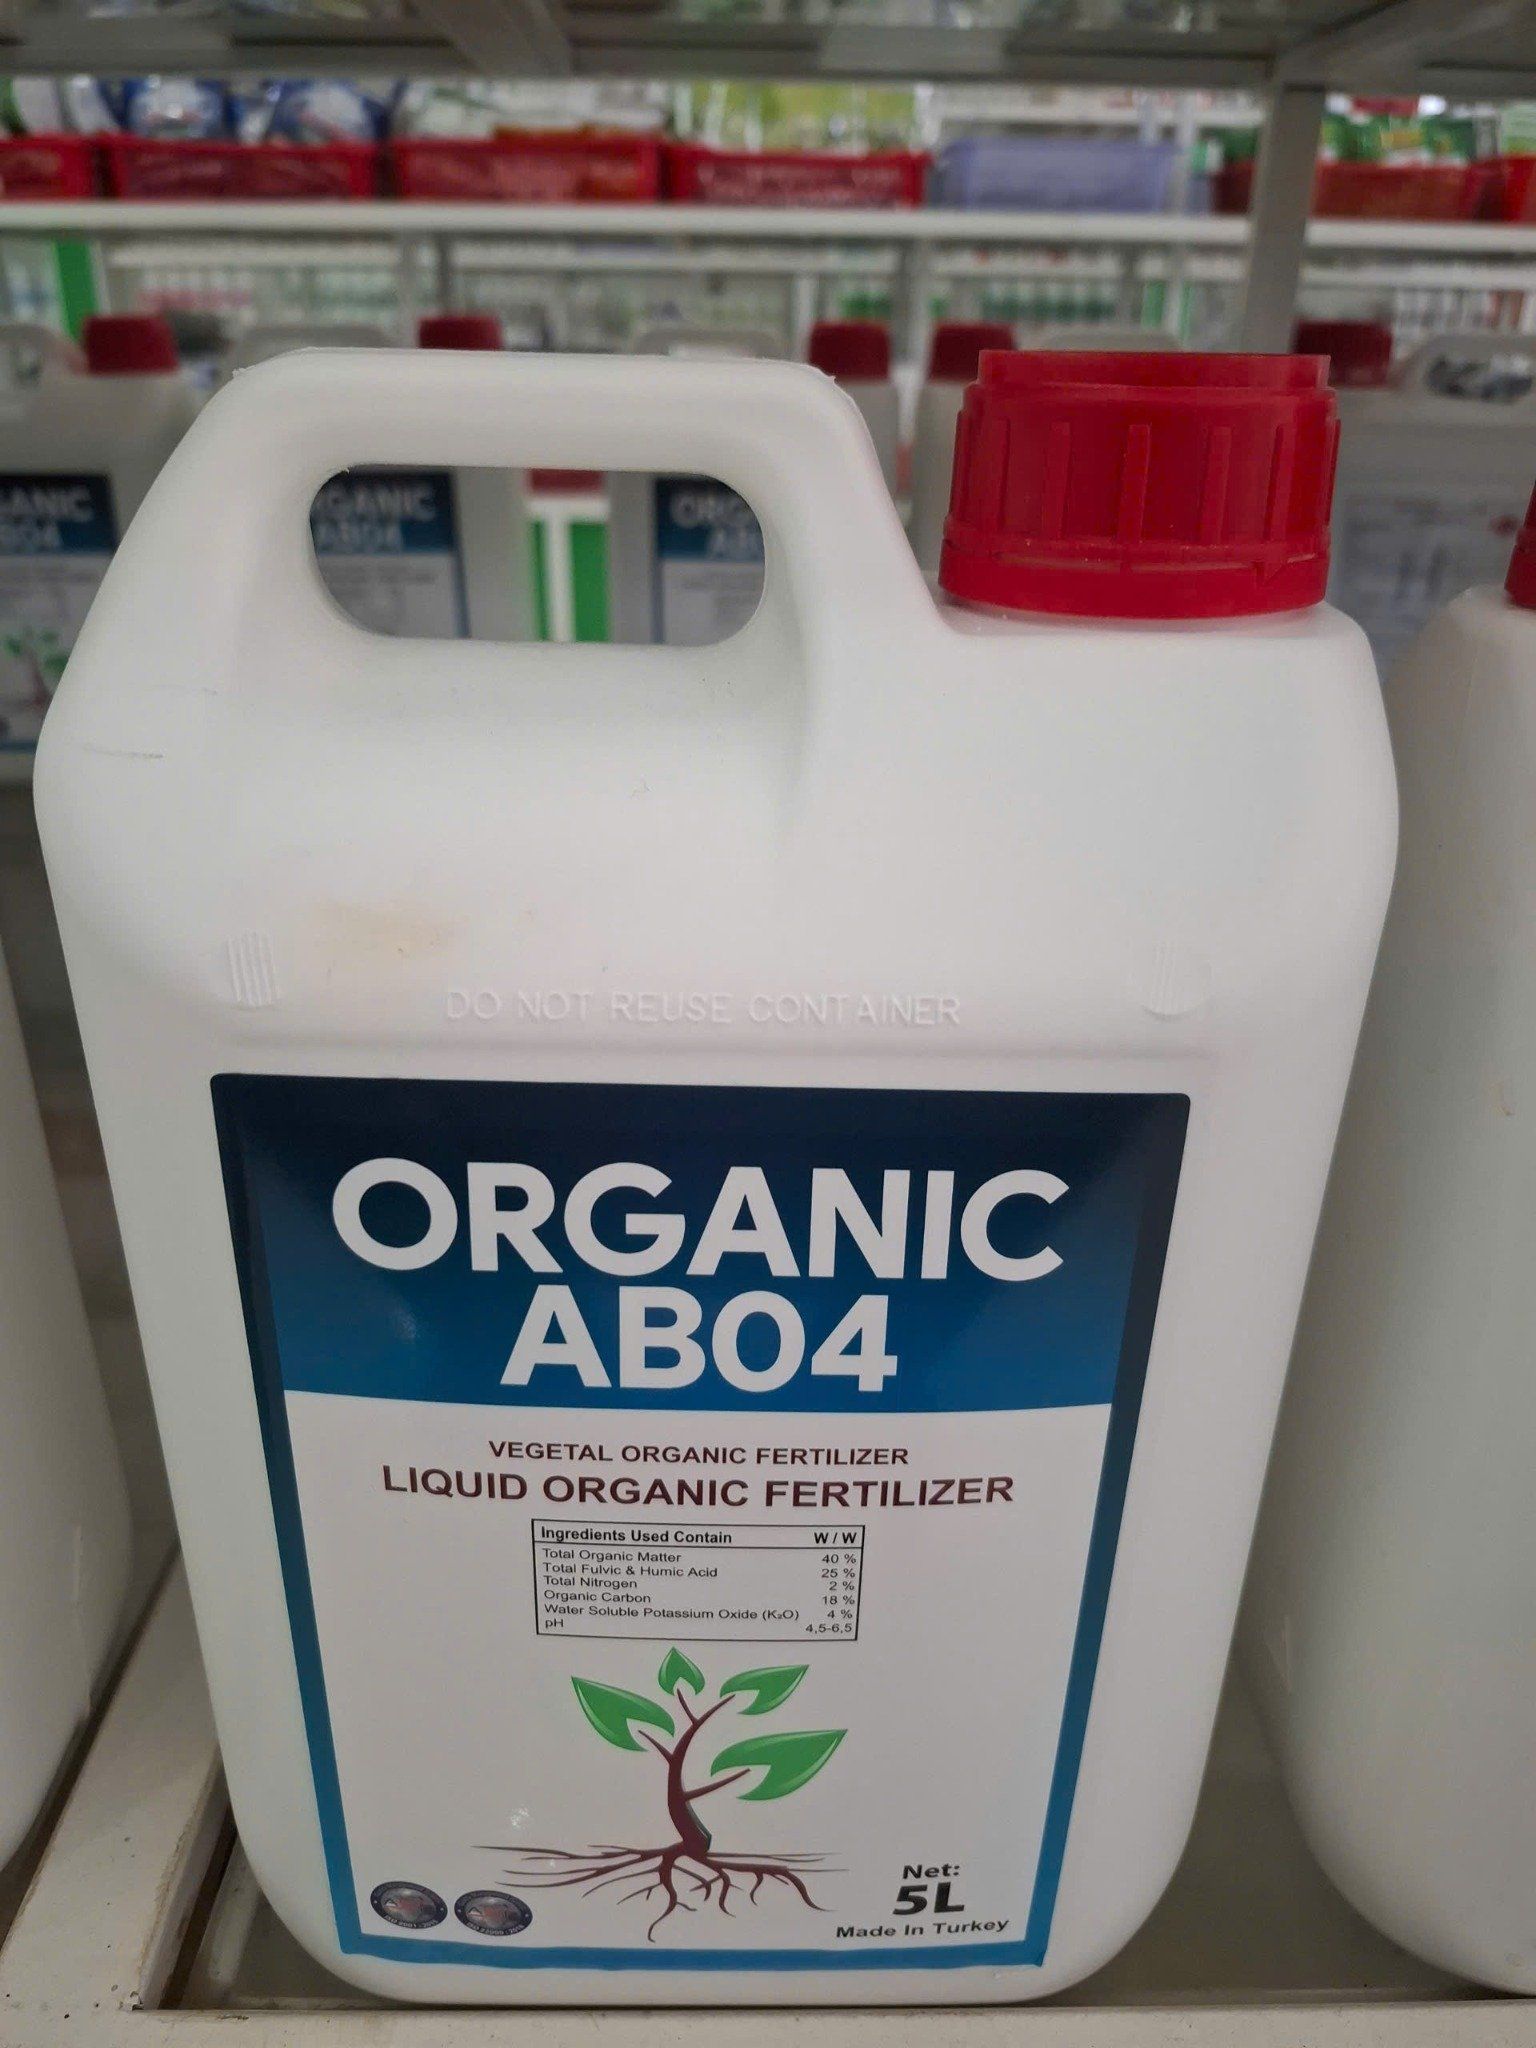 DO NOT REUSE CONTAINER
ORGANIC
AB04
VEGETAL ORGANIC FERTILIZER
LIQUID ORGANIC FERTILIZER
Ingredients Used Contain W / W
Total Organic Matter 40 %
Total Fulvic & Humic Acid 25 %
Total Nitrogen 2 %
Organic Carbon 18 %
Water Soluble Potassium Oxide (K₂O) 4 %
pH 4,5-6,5
Net:
5L
Made In Turkey